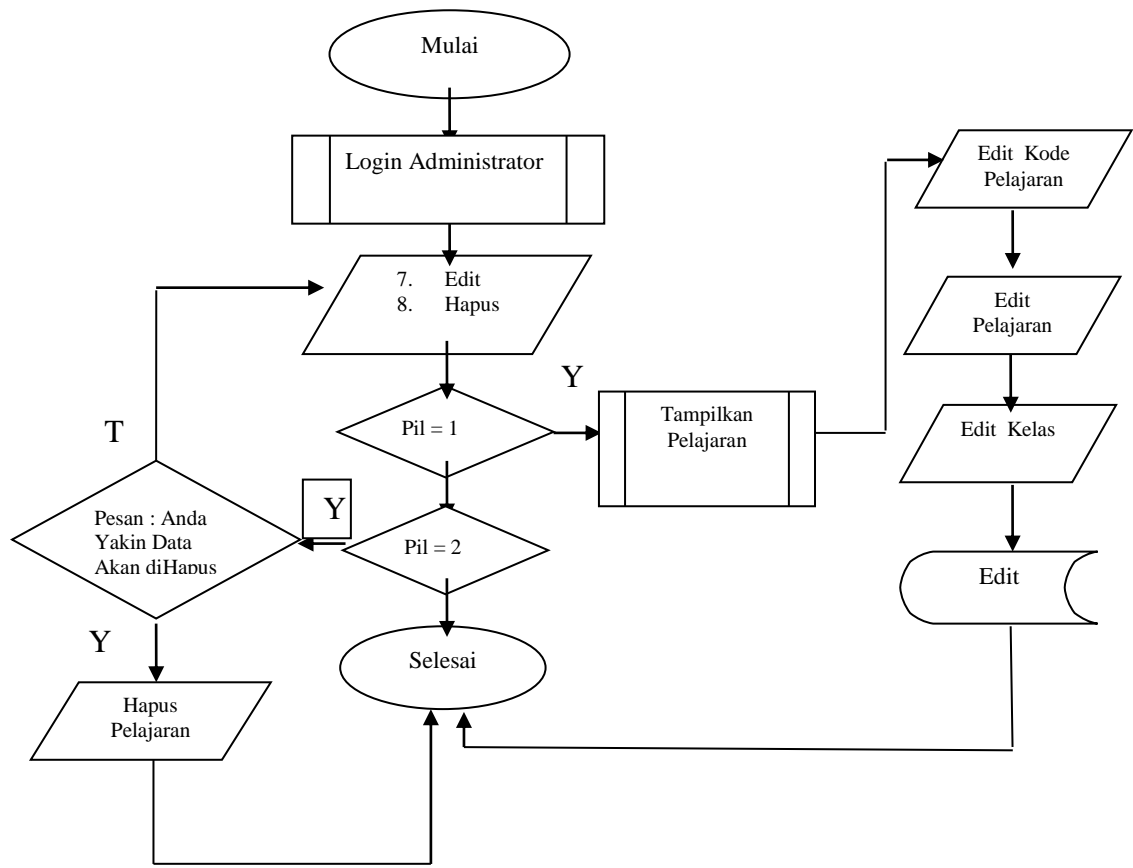 Mulai
Login Administrator
7. Edit
8. Hapus
Pil = 1
Y
Tampilkan
Pelajaran
Edit Kode
Pelajaran
Edit
Pelajaran
Edit Kelas
Edit
Pil = 2
Y
T
Pesan : Anda
Yakin Data
Akan diHapus
Y
Hapus
Pelajaran
Selesai